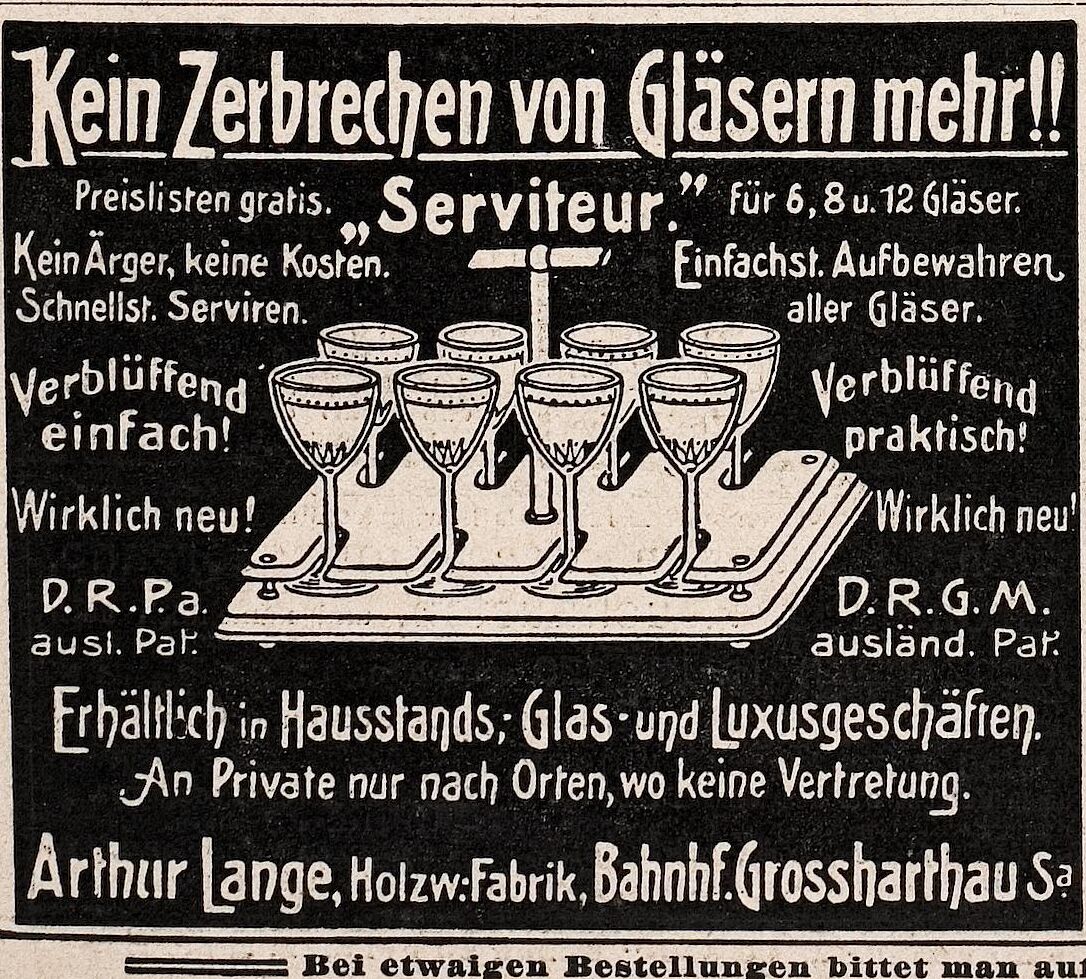 Kein Zerbrechen von Gläsern mehr!!
Preislisten gratis.
„Serviteur.”
für 6, 8 u. 12 Gläser.
Kein Ärger, keine Kosten.
Schnellst. Serviren.
Einfachst. Aufbewahren
aller Gläser.
Verblüffend
einfach!
Verblüffend
praktisch!
Wirklich neu!
Wirklich neu!
D. R. P. a.
ausl. Pat.
D. R. G. M.
ausländ. Pat.
Erhältlich in Hausstands-, Glas- und Luxusgeschäften.
An Private nur nach Orten, wo keine Vertretung.
Arthur Lange, Holzw.-Fabrik, Bahnhf. Grossharthau Sa
Bei etwaigen Bestellungen bittet man